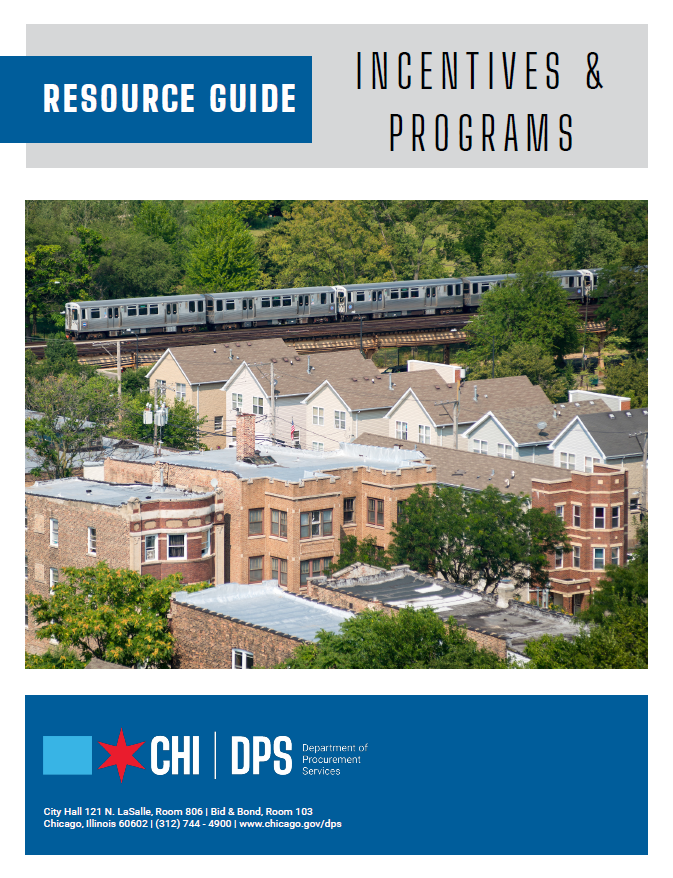 RESOURCE GUIDE
INCENTIVES &
PROGRAMS
CHI | DPS
Department of
Procurement
Services
City Hall 121 N. LaSalle, Room 806 | Bid & Bond, Room 103
Chicago, Illinois 60602 | (312) 744 - 4900 | www.chicago.gov/dps